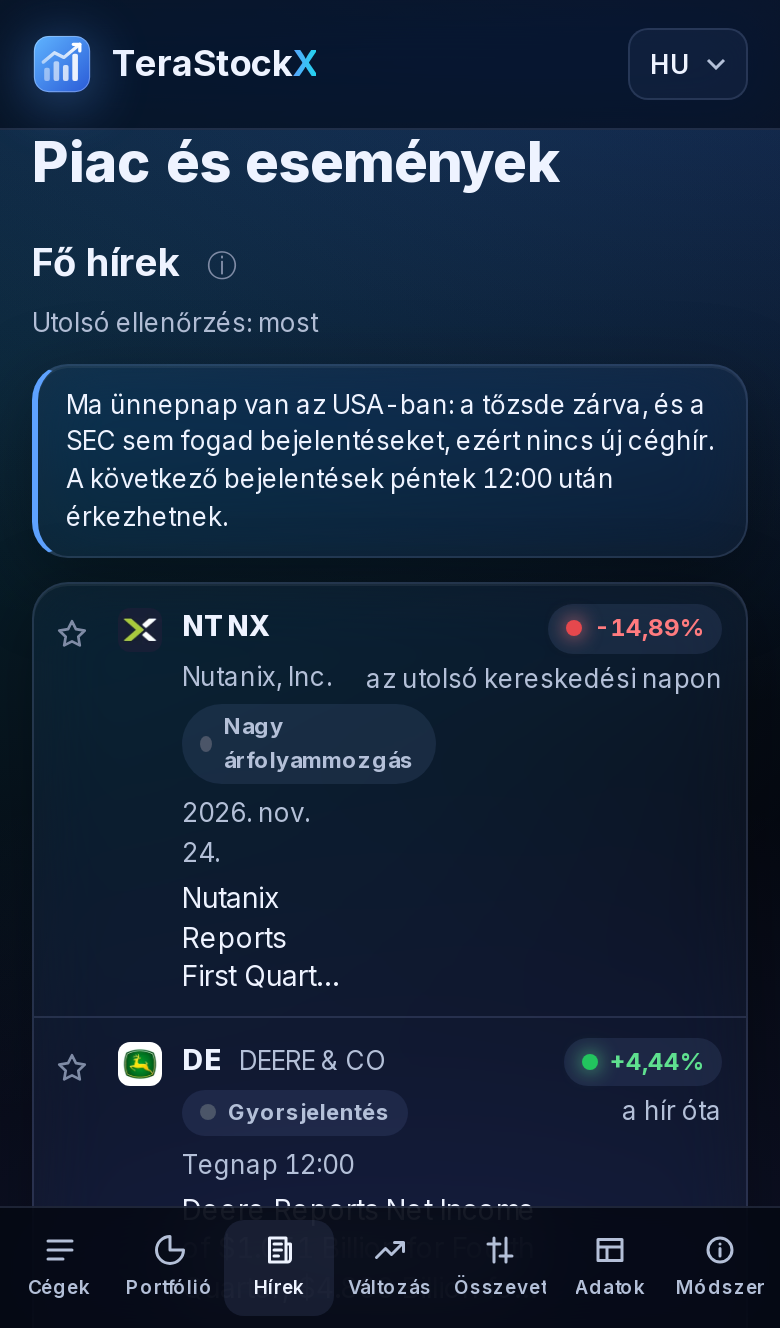 TeraStockX
HU
Piac és események
Fő hírek ⓘ
Utolsó ellenőrzés: most
Ma ünnepnap van az USA-ban: a tőzsde zárva, és a
SEC sem fogad bejelentéseket, ezért nincs új céghír.
A következő bejelentések péntek 12:00 után
érkezhetnek.
NTNX
-14,89%
Nutanix, Inc.
az utolsó kereskedési napon
Nagy
árfolyammozgás
2026. nov.
24.
Nutanix
Reports
First Quart…
DE DEERE & CO
+4,44%
Gyorsjelentés
a hír óta
Tegnap 12:00
Deere Reports Net Income
Cégek
Portfólió
Hírek
Változás
Összevet
Adatok
Módszer